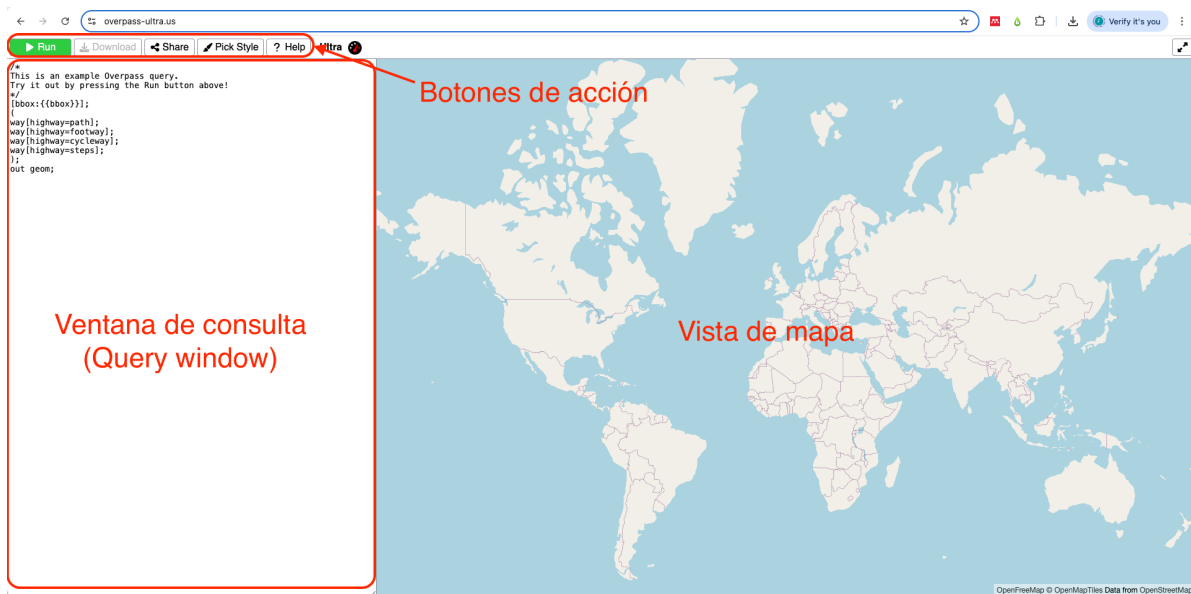 overpass-ultra.us
Verify it's you
Run Download Share Pick Style ? Help Ultra
/*
This is an example Overpass query.
Try it out by pressing the Run button above!
*/
[bbox:{{bbox}}];
(
way[highway=path];
way[highway=footway];
way[highway=cycleway];
way[highway=steps];
);
out geom;
Botones de acción
Ventana de consulta
(Query window)
Vista de mapa
OpenFreeMap © OpenMapTiles Data from OpenStreetMap